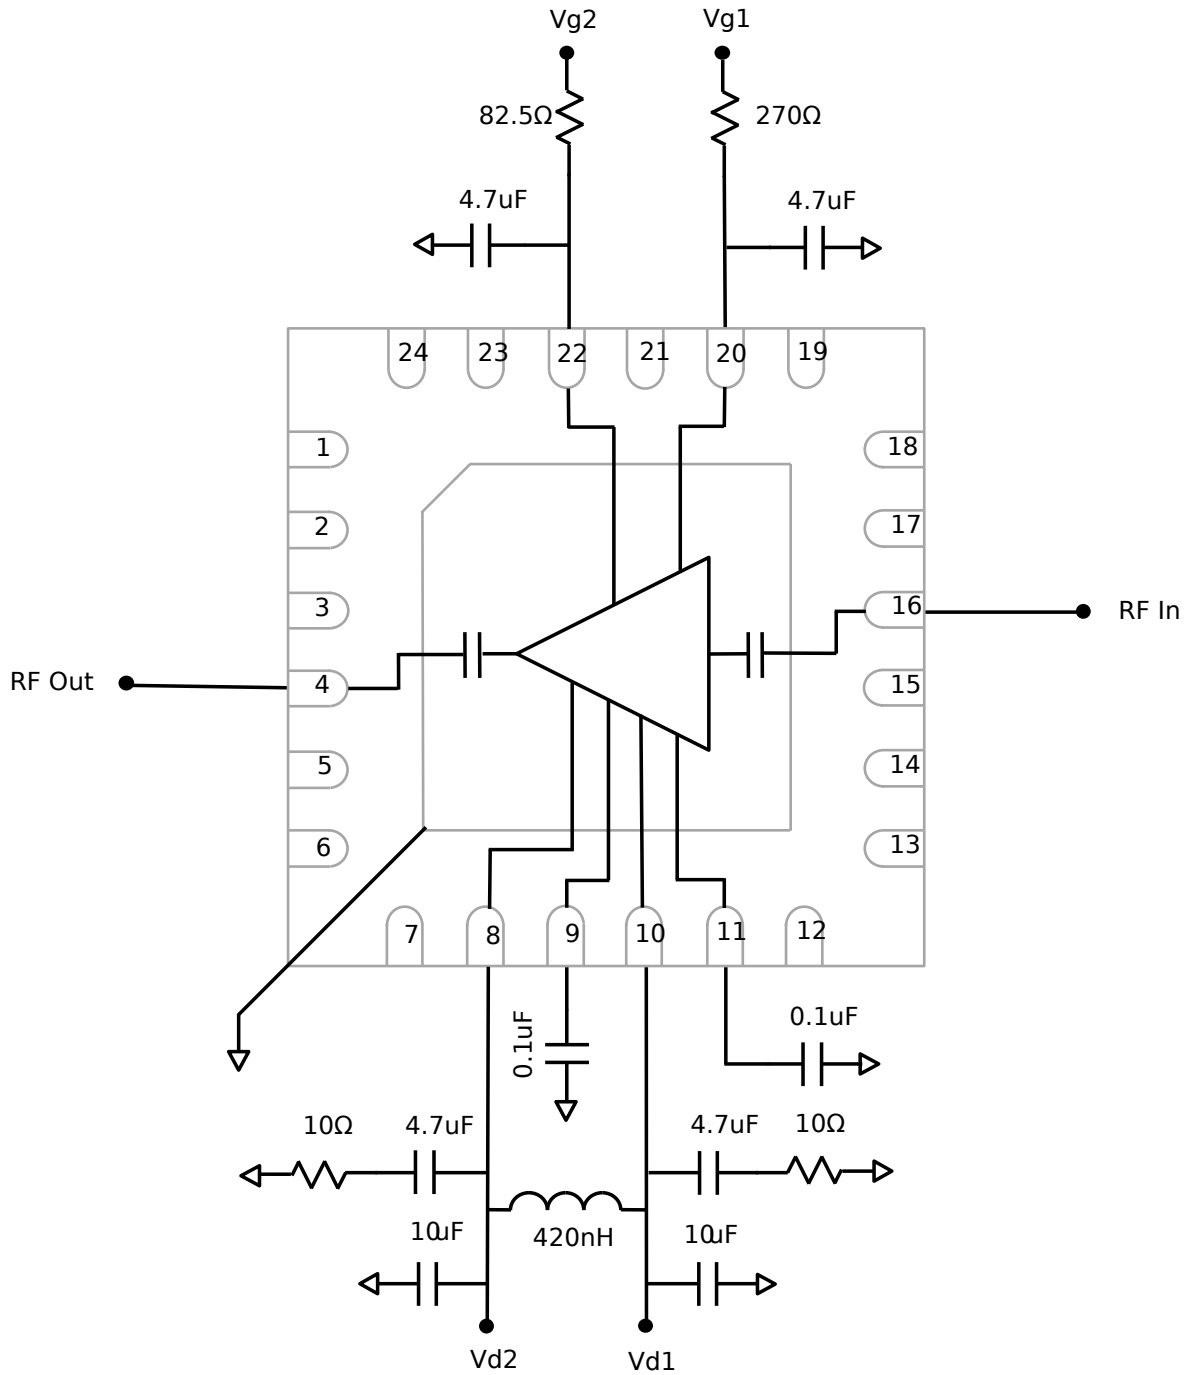 Vg2 Vg1
82.5Ω 270Ω
4.7uF 4.7uF
24 23 22 21 20 19
1 18
2 17
3 16 RF In
RF Out 4 15
5 14
6 13
7 8 9 10 11 12
0.1uF 0.1uF
10Ω 4.7uF 4.7uF 10Ω
10uF 420nH 10uF
Vd2 Vd1